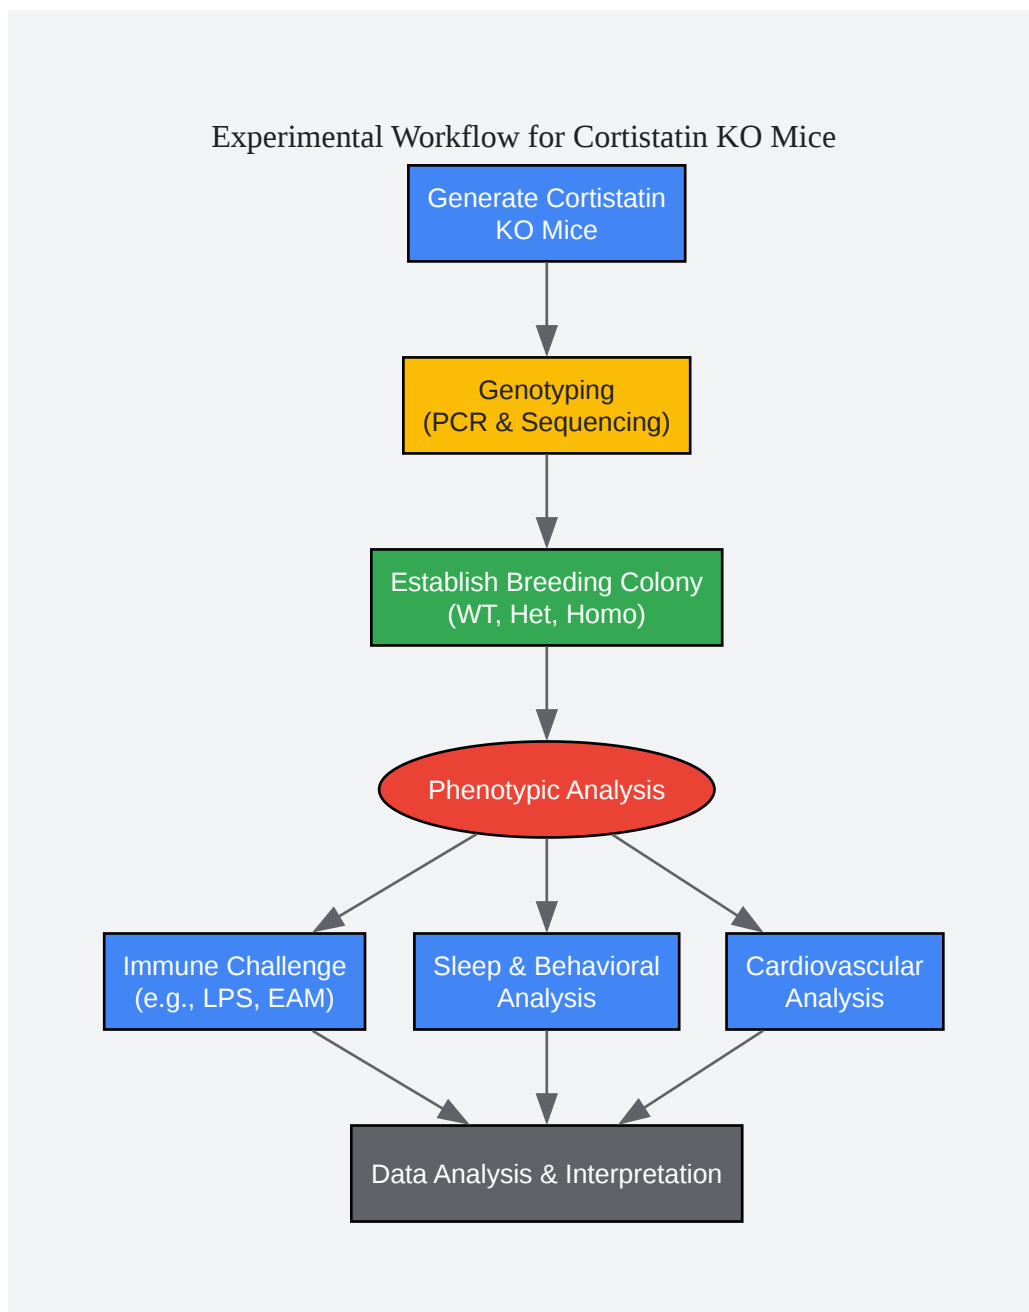 Experimental Workflow for Cortistatin KO Mice
Generate Cortistatin
KO Mice
Genotyping
(PCR & Sequencing)
Establish Breeding Colony
(WT, Het, Homo)
Phenotypic Analysis
Immune Challenge
(e.g., LPS, EAM)
Sleep & Behavioral
Analysis
Cardiovascular
Analysis
Data Analysis & Interpretation